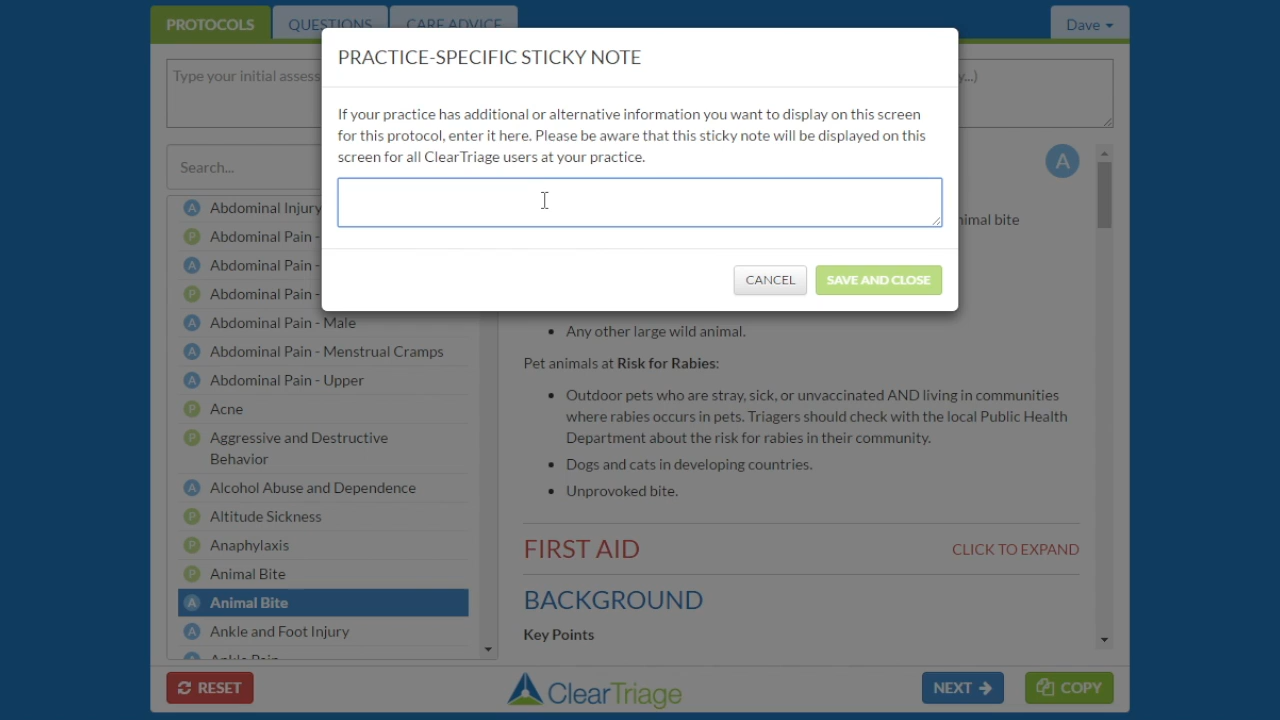 PROTOCOLS
QUESTIONS
CARE ADVICE
Dave
Type your initial assess
y...)
Search...
A
PRACTICE-SPECIFIC STICKY NOTE
If your practice has additional or alternative information you want to display on this screen
for this protocol, enter it here. Please be aware that this sticky note will be displayed on this
screen for all ClearTriage users at your practice.
CANCEL
SAVE AND CLOSE
A Abdominal Injury
P Abdominal Pain -
A Abdominal Pain -
P Abdominal Pain -
A Abdominal Pain - Male
A Abdominal Pain - Menstrual Cramps
A Abdominal Pain - Upper
P Acne
P Aggressive and Destructive
Behavior
A Alcohol Abuse and Dependence
A Altitude Sickness
P Anaphylaxis
P Animal Bite
A Animal Bite
A Ankle and Foot Injury
A Ankle Pain
nimal bite
• Any other large wild animal.
Pet animals at Risk for Rabies:
• Outdoor pets who are stray, sick, or unvaccinated AND living in communities
where rabies occurs in pets. Triagers should check with the local Public Health
Department about the risk for rabies in their community.
• Dogs and cats in developing countries.
• Unprovoked bite.
FIRST AID
CLICK TO EXPAND
BACKGROUND
Key Points
RESET
ClearTriage
NEXT
COPY